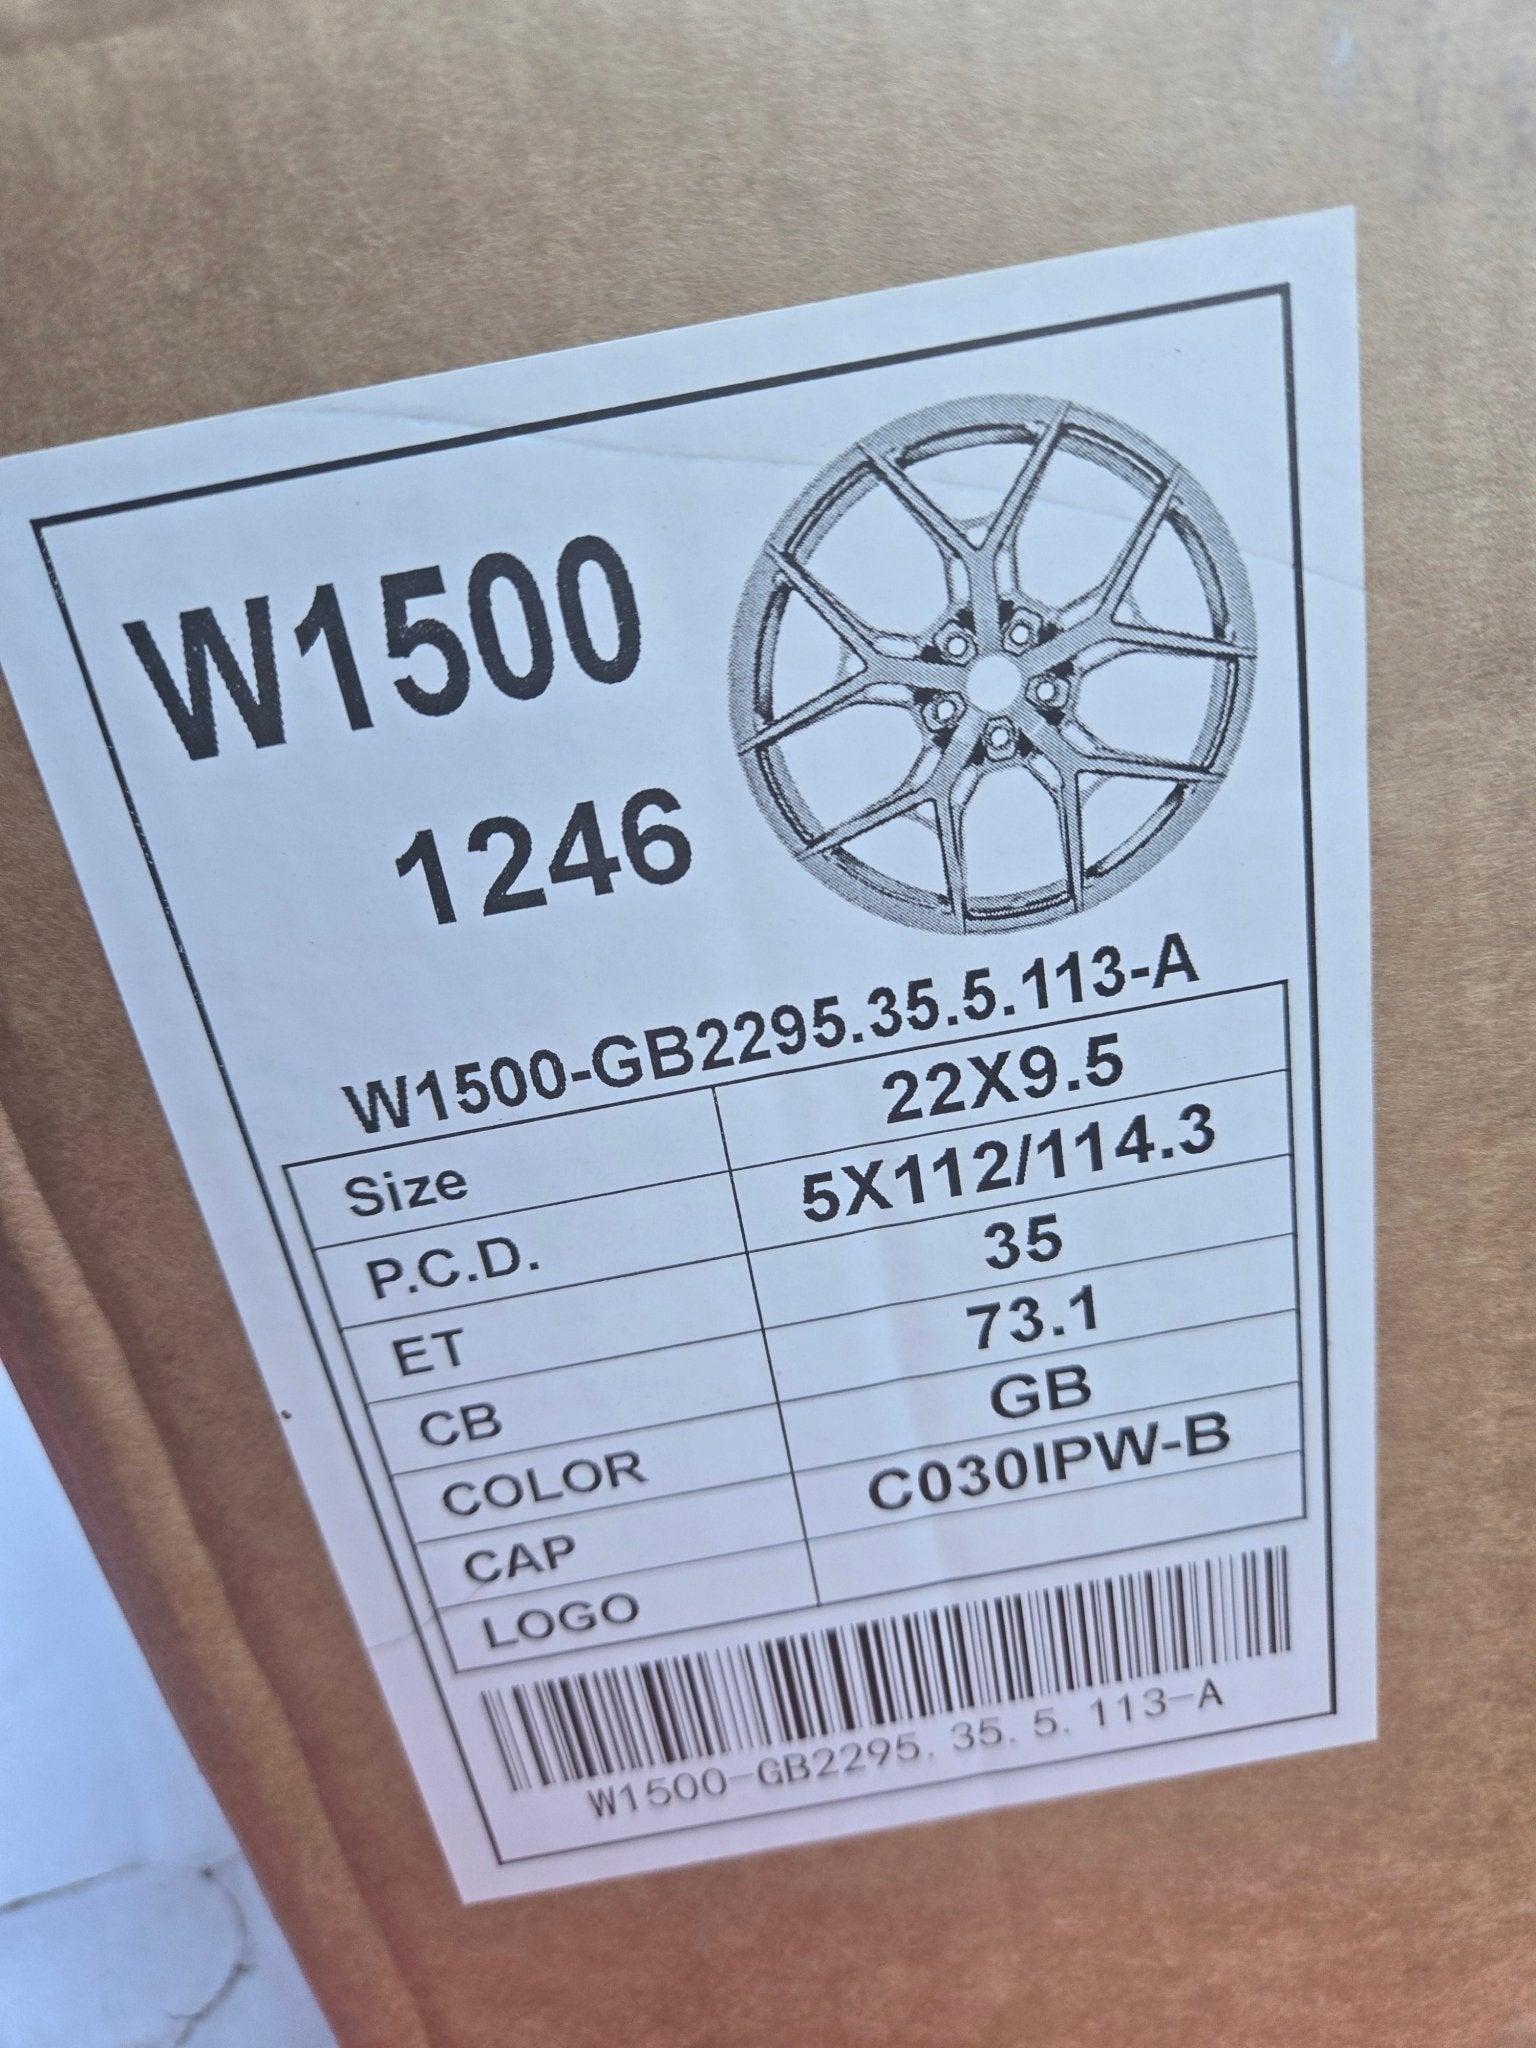 W1500
1246
W1500-GB2295.35.5.113-A
Size 22X9.5
P.C.D. 5X112/114.3
ET 35
CB 73.1
COLOR GB
CAP C030IPW-B
LOGO
W1500-GB2295.35.5.113-A